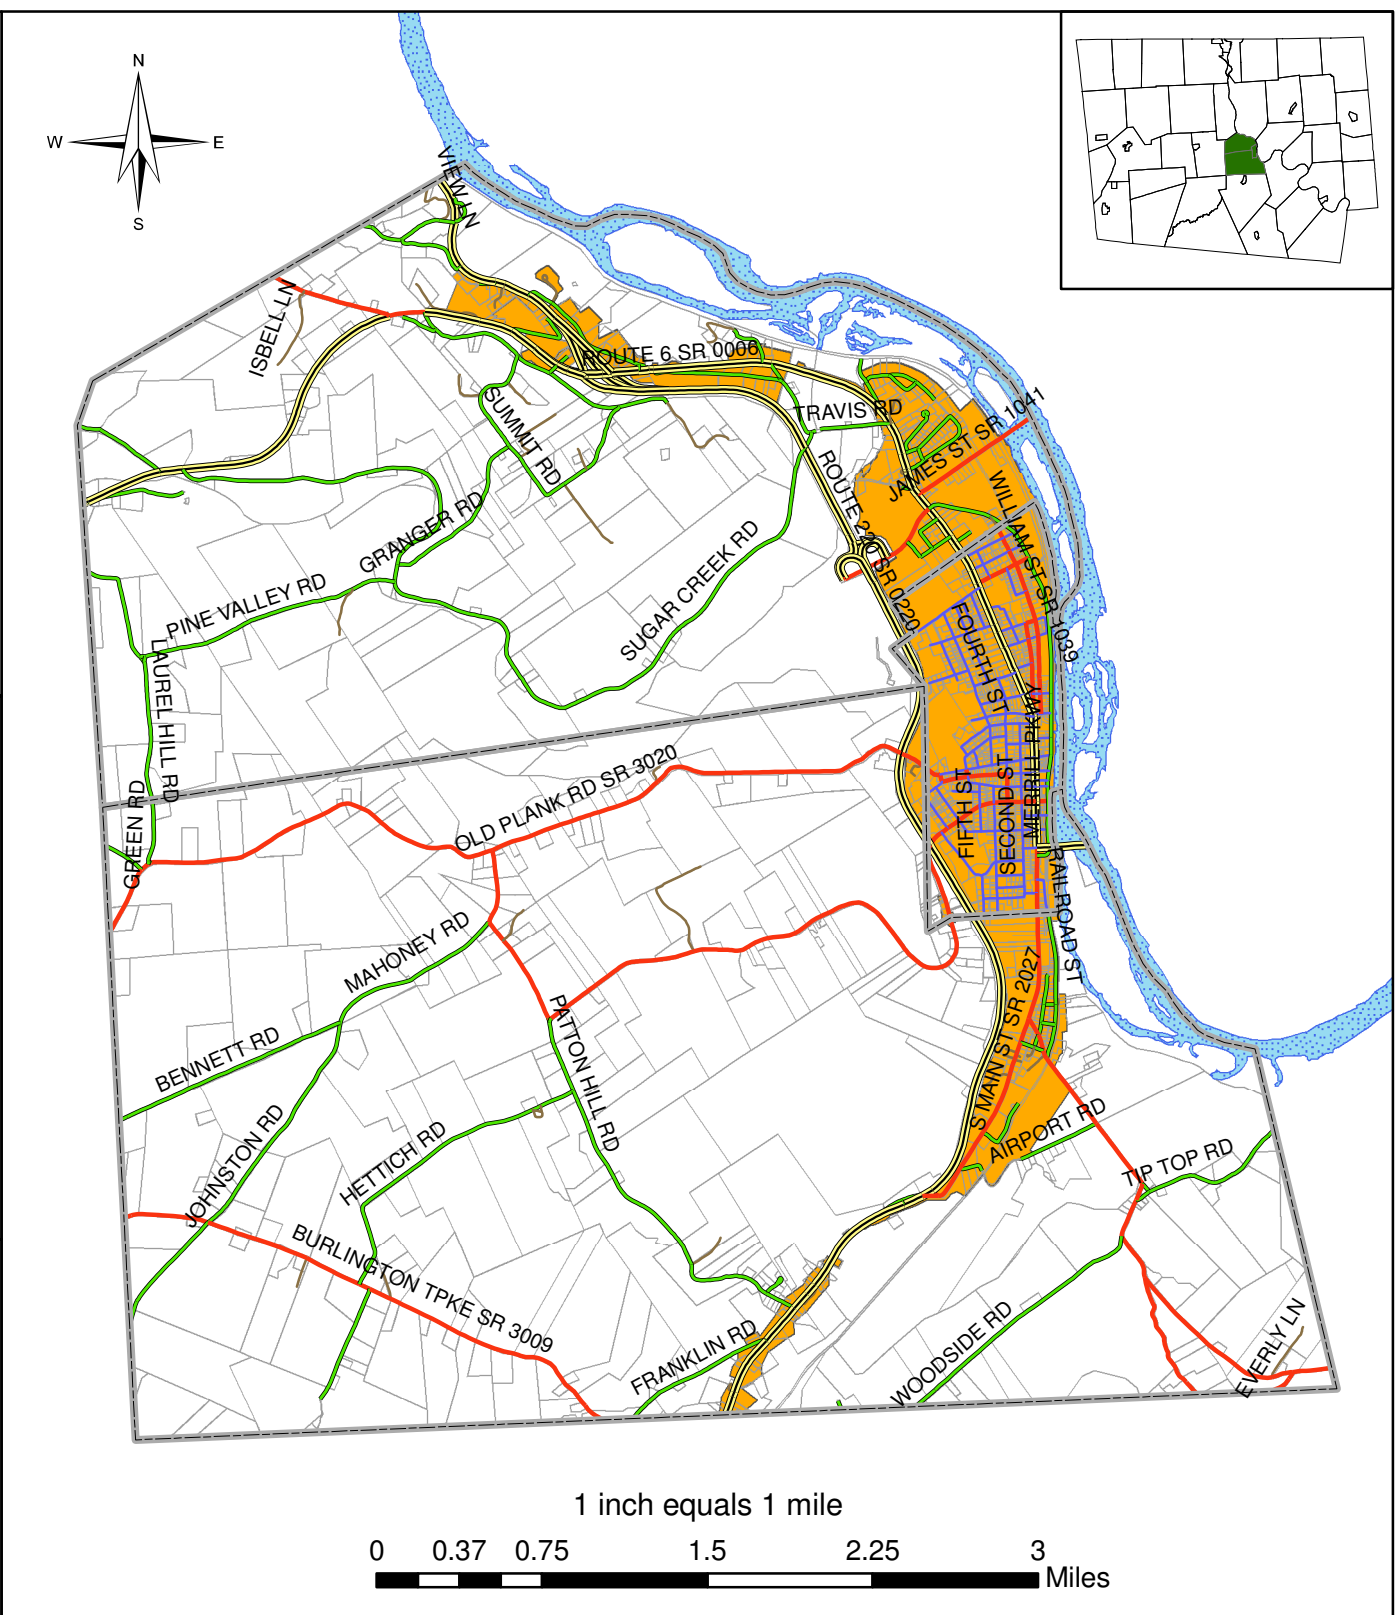 N
W
E
S
VIEW LN
ISBELL LN
ROUTE 6 SR 0006
SUMMIT RD
TRAVIS RD
JAMES ST SR 1041
ROUTE 220 SR 0220
WILLIAM ST SR 1039
GRANGER RD
SUGAR CREEK RD
PINE VALLEY RD
LAUREL HILL RD
FOURTH ST
MERRILL PKWY
GREEN RD
OLD PLANK RD SR 3020
FIFTH ST
SECOND ST
RAILROAD ST
MAHONEY RD
S MAIN ST SR 2027
PATTON HILL RD
BENNETT RD
JOHNSTON RD
HETTICH RD
AIRPORT RD
TIP TOP RD
BURLINGTON TPKE SR 3009
FRANKLIN RD
WOODSIDE RD
EVERLY LN
1 inch equals 1 mile
0 0.37 0.75 1.5 2.25 3
Miles